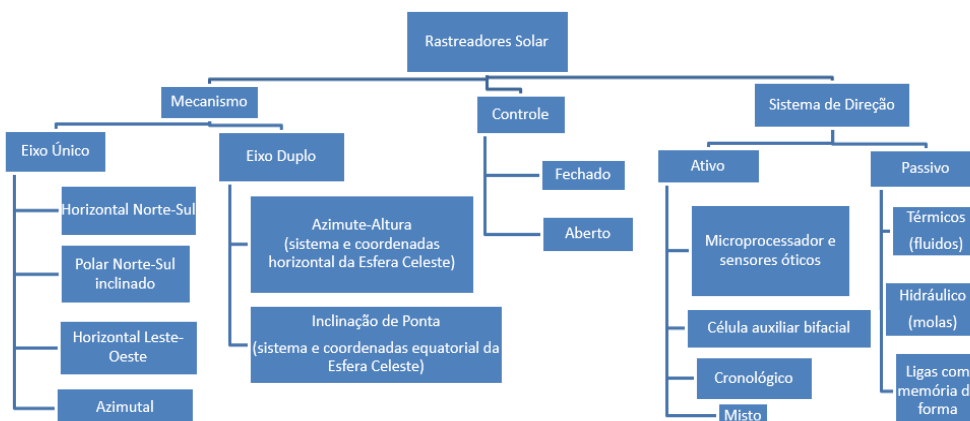 Rastreadores Solar
Mecanismo
Eixo Único
Horizontal Norte-Sul
Polar Norte-Sul
inclinado
Horizontal Leste-
Oeste
Azimutal
Eixo Duplo
Azimute-Altura
(sistema e coordenadas
horizontal da Esfera Celeste)
Inclinação de Ponta
(sistema e coordenadas equatorial da
Esfera Celeste)
Controle
Fechado
Aberto
Sistema de Direção
Ativo
Microprocessador e
sensores óticos
Célula auxiliar bifacial
Cronológico
Misto
Passivo
Térmicos
(fluidos)
Hidráulico
(molas)
Ligas com
memória d
forma